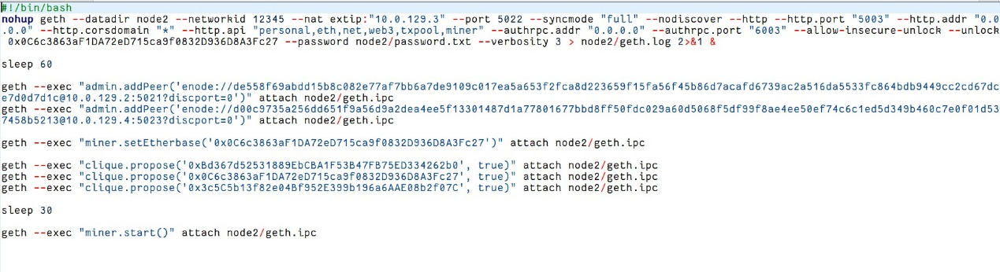 #!/bin/bash
nohup geth --datadir node2 --networkid 12345 --nat extip:"10.0.129.3" --port 5022 --syncmode "full" --nodiscover --http --http.port "5003" --http.addr "0.0
.0.0" --http.corsdomain "*" --http.api "personal,eth,net,web3,txpool,miner" --authrpc.addr "0.0.0.0" --authrpc.port "6003" --allow-insecure-unlock --unlock
0x0C6c3863aF1DA72eD715ca9f0832D936D8A3Fc27 --password node2/password.txt --verbosity 3 > node2/geth.log 2>&1 &
sleep 60
geth --exec "admin.addPeer('enode://de558f69abdd15b8c082e77af7bb6a7de9109c017ea5a653f2fca8d223659f15fa56f45b86d7acafd6739ac2a516da5533fc864bdb9449cc2cd67dc
e7d0d7d1c@10.0.129.2:5021?discport=0')" attach node2/geth.ipc
geth --exec "admin.addPeer('enode://d00c9735a256dd651f9a56d9a2dea4ee5f13301487d1a77801677bbd8ff50fdc029a60d5068f5df99f8ae4ee50ef74c6c1ed5d349b460c7e0f01d53
7458b5213@10.0.129.4:5023?discport=0')" attach node2/geth.ipc
geth --exec "miner.setEtherbase('0x0C6c3863aF1DA72eD715ca9f0832D936D8A3Fc27')" attach node2/geth.ipc
geth --exec "clique.propose('0xBd367d52531889EbCBA1F53B47FB75ED334262b0', true)" attach node2/geth.ipc
geth --exec "clique.propose('0x0C6c3863aF1DA72eD715ca9f0832D936D8A3Fc27', true)" attach node2/geth.ipc
geth --exec "clique.propose('0x3c5C5b13f82e04Bf952E399b196a6AAE08b2f07C', true)" attach node2/geth.ipc
sleep 30
geth --exec "miner.start()" attach node2/geth.ipc